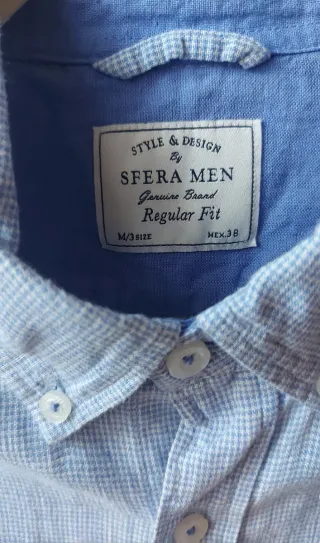 STYLE & DESIGN
By
SFERA MEN
Genuine Brand
Regular Fit
M/3 SIZE MEX.38